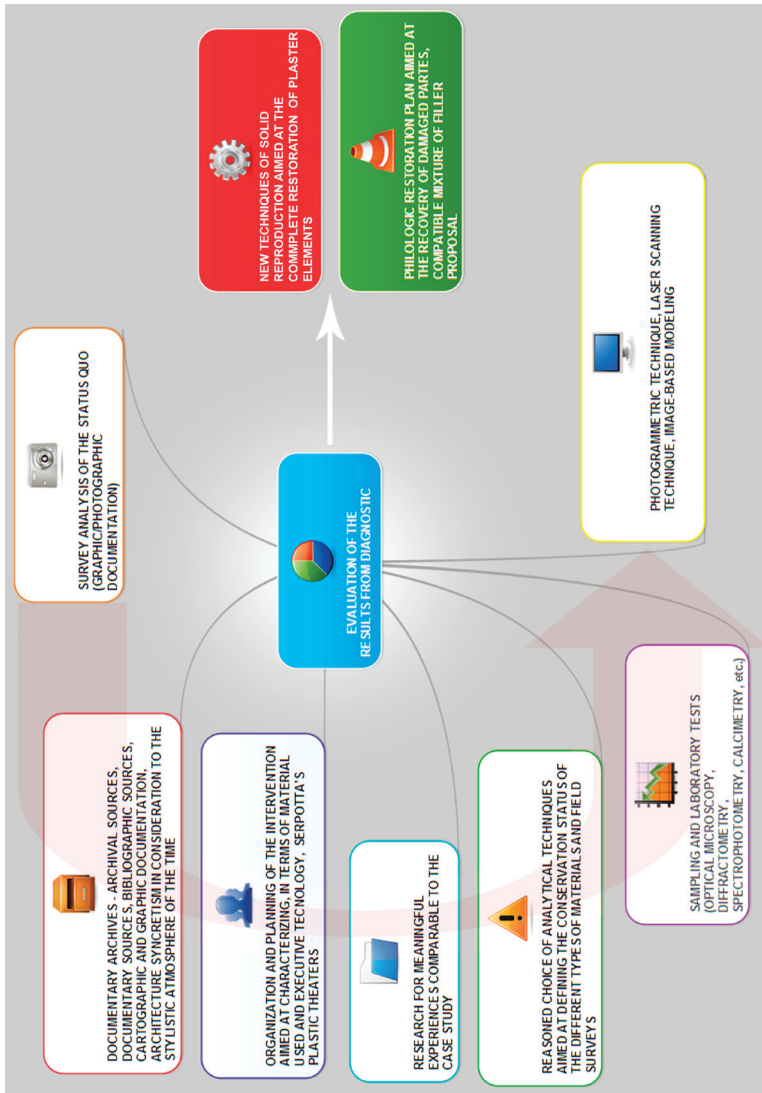 SURVEY ANALYSIS OF THE STATUS QUO
(GRAPHIC/PHOTOGRAPHIC
DOCUMENTATION)
DOCUMENTARY ARCHIVES - ARCHIVAL SOURCES,
DOCUMENTARY SOURCES, BIBLIOGRAPHIC SOURCES,
CARTOGRAPHIC AND GRAPHIC DOCUMENTATION,
ARCHITECTURE SYNCRETISM IN CONSIDERATION TO THE
STYLISTIC ATMOSPHERE OF THE TIME
ORGANIZATION AND PLANNING OF THE INTERVENTION
AIMED AT CHARACTERIZING, IN TERMS OF MATERIAL
USED AND EXECUTIVE TECNOLOGY, SERPOTTA'S
PLASTIC THEATERS
RESEARCH FOR MEANINGFUL
EXPERIENCES COMPARABLE TO THE
CASE STUDY
REASONED CHOICE OF ANALYTICAL TECHNIQUES
AIMED AT DEFINING THE CONSERVATION STATUS OF
THE DIFFERENT TYPES OF MATERIALS AND FIELD
SURVEYS
SAMPLING AND LABORATORY TESTS
(OPTICAL MICROSCOPY,
DIFFRACTOMETRY,
SPECTROPHOTOMETRY, CALCIMETRY, etc.)
PHOTOGRAMMETRIC TECHNIQUE, LASER SCANNING
TECHNIQUE, IMAGE-BASED MODELING
EVALUATION OF THE
RESULTS FROM DIAGNOSTIC
NEW TECHNIQUES OF SOLID
REPRODUCTION AIMED AT THE
COMMPLETE RESTORATION OF PLASTER
ELEMENTS
PHILOLOGIC RESTORATION PLAN AIMED AT
THE RECOVERY OF DAMAGED PARTES,
COMPATIBLE MIXTURE OF FILLER
PROPOSAL